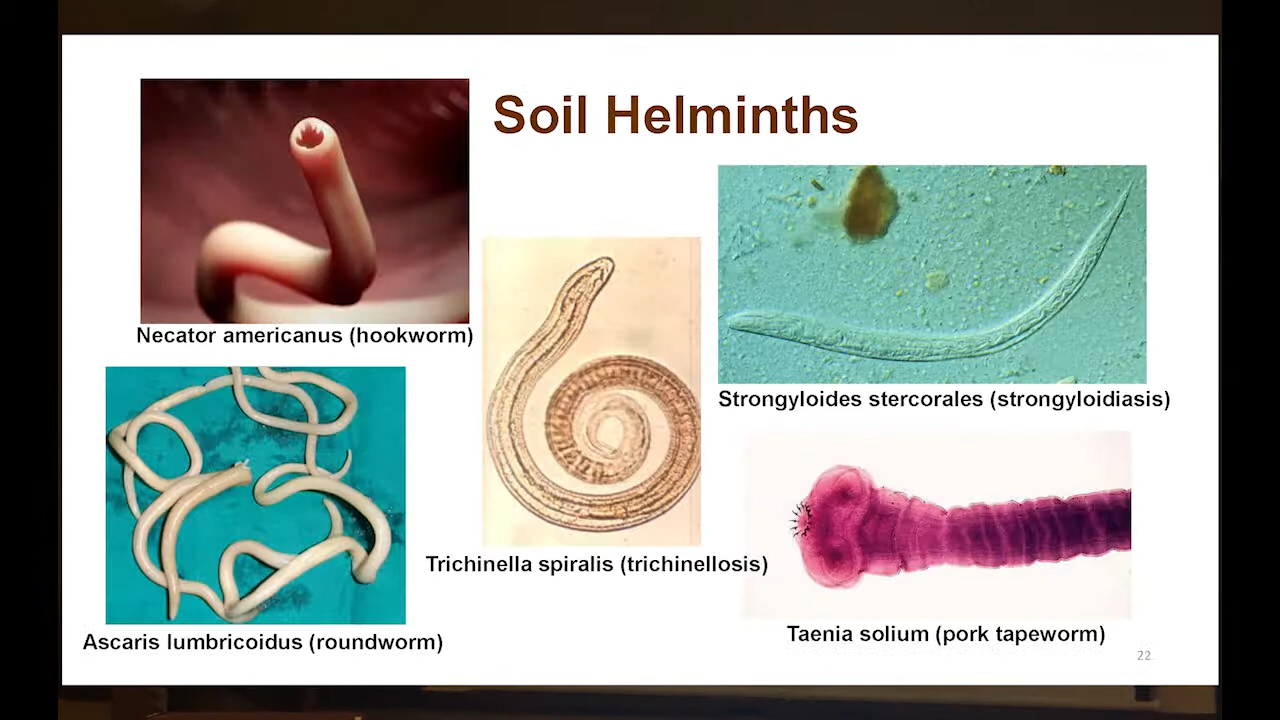 Soil Helminths
Necator americanus (hookworm)
Strongyloides stercorales (strongyloidiasis)
Trichinella spiralis (trichinellosis)
Ascaris lumbricoidus (roundworm)
Taenia solium (pork tapeworm)
22